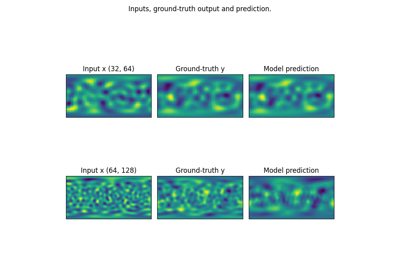 Inputs, ground-truth output and prediction.
Input x (32, 64)
Ground-truth y
Model prediction
Input x (64, 128)
Ground-truth y
Model prediction